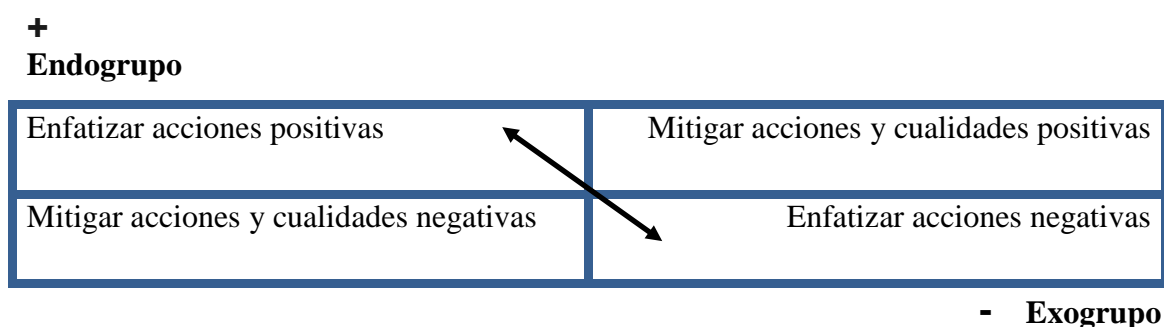 +
Endogrupo
Enfatizar acciones positivas
Mitigar acciones y cualidades positivas
Mitigar acciones y cualidades negativas
Enfatizar acciones negativas
- Exogrupo